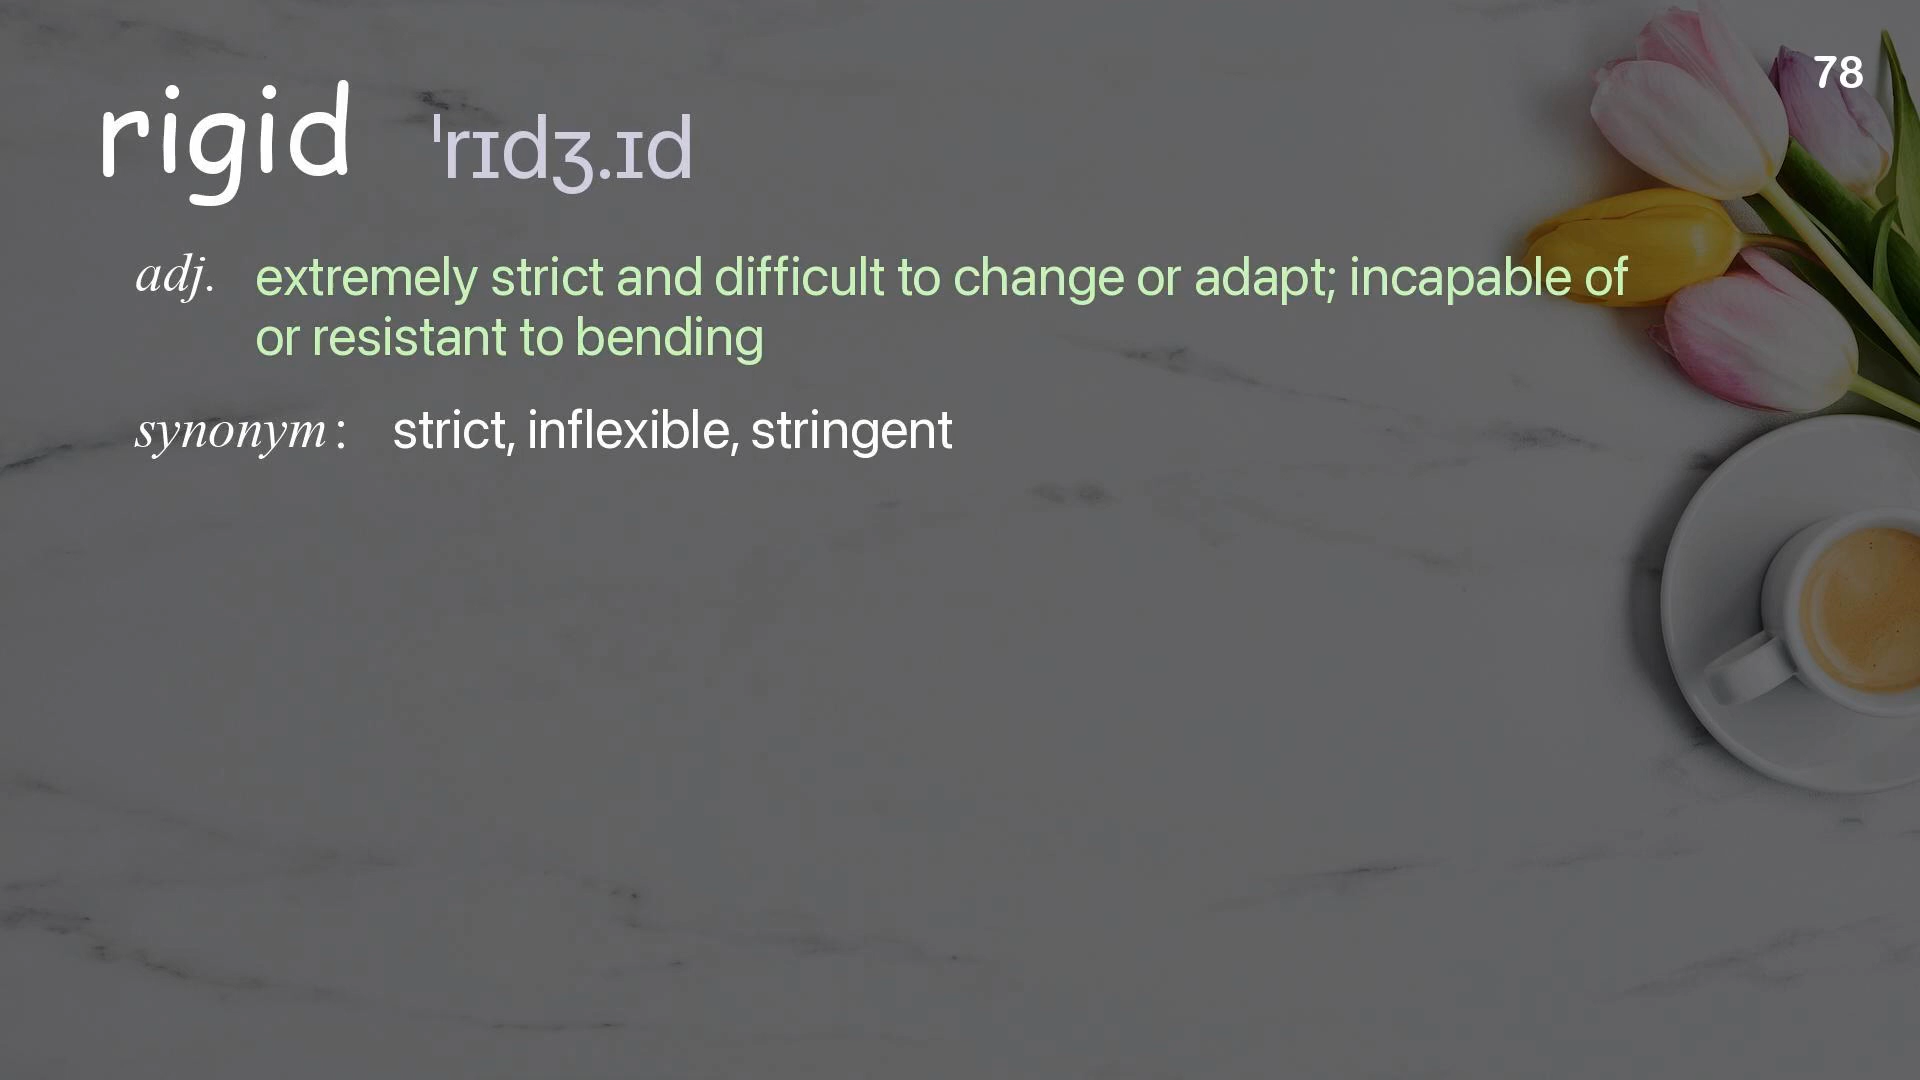 78
rigid ˈrɪdʒ.ɪd
adj. extremely strict and difficult to change or adapt; incapable of
or resistant to bending
synonym: strict, inflexible, stringent